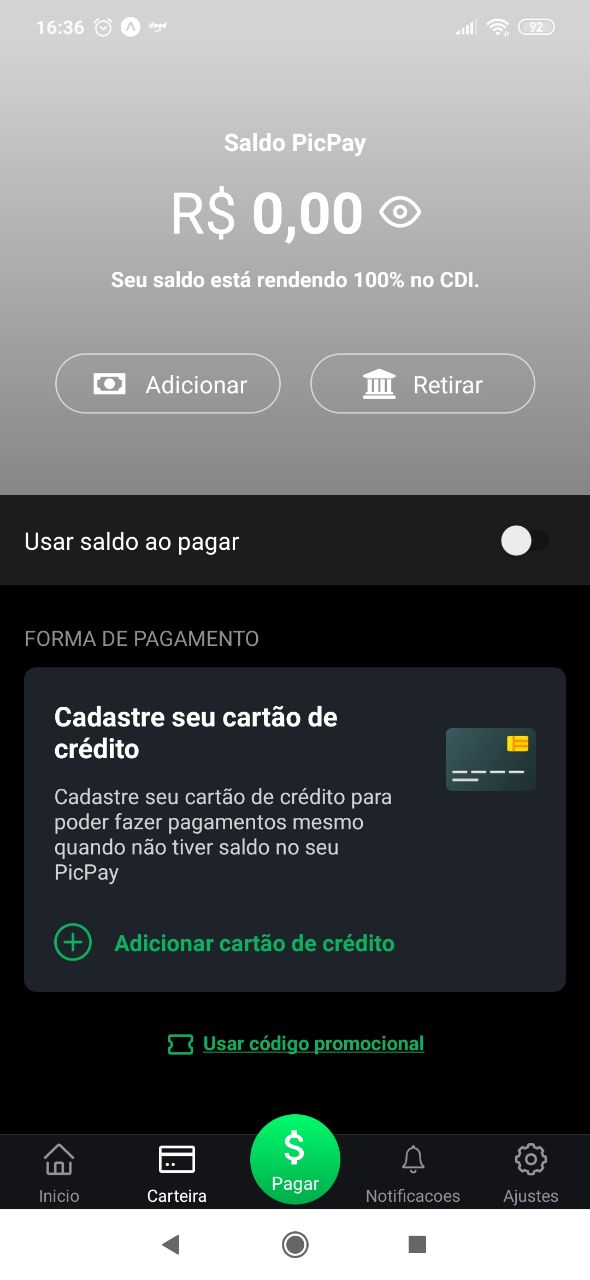 16:36
92
Saldo PicPay
R$ 0,00
Seu saldo está rendendo 100% no CDI.
Adicionar
Retirar
Usar saldo ao pagar
FORMA DE PAGAMENTO
Cadastre seu cartão de
crédito
Cadastre seu cartão de crédito para
poder fazer pagamentos mesmo
quando não tiver saldo no seu
PicPay
Adicionar cartão de crédito
Usar código promocional
$
Inicio
Carteira
Pagar
Notificacoes
Ajustes